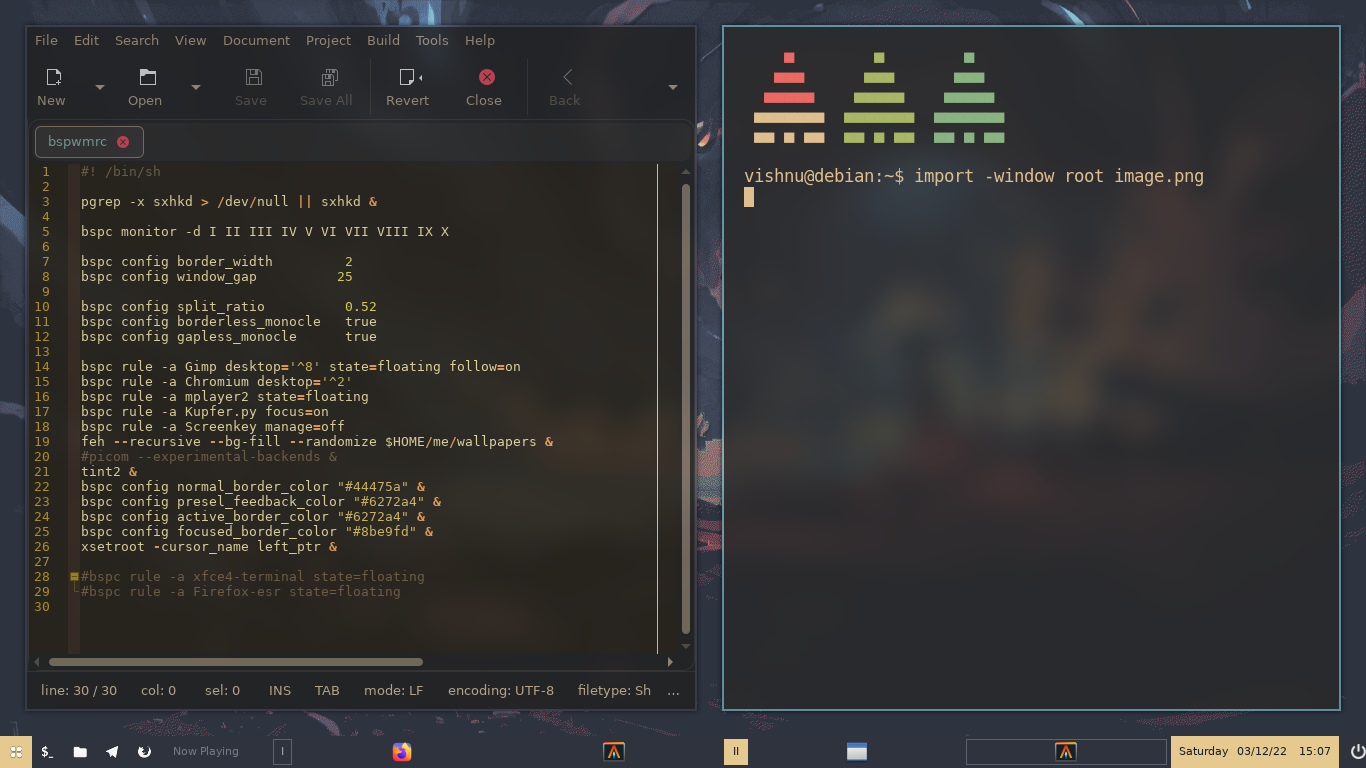 File Edit Search View Document Project Build Tools Help
New Open Save Save All Revert Close Back
bspwmrc
1 #! /bin/sh
2
3 pgrep -x sxhkd > /dev/null || sxhkd &
4
5 bspc monitor -d I II III IV V VI VII VIII IX X
6
7 bspc config border_width         2
8 bspc config window_gap          25
9
10 bspc config split_ratio          0.52
11 bspc config borderless_monocle   true
12 bspc config gapless_monocle      true
13
14 bspc rule -a Gimp desktop='^8' state=floating follow=on
15 bspc rule -a Chromium desktop='^2'
16 bspc rule -a mplayer2 state=floating
17 bspc rule -a Kupfer.py focus=on
18 bspc rule -a Screenkey manage=off
19 feh --recursive --bg-fill --randomize $HOME/me/wallpapers &
20 #picom --experimental-backends &
21 tint2 &
22 bspc config normal_border_color "#44475a" &
23 bspc config presel_feedback_color "#6272a4" &
24 bspc config active_border_color "#6272a4" &
25 bspc config focused_border_color "#8be9fd" &
26 xsetroot -cursor_name left_ptr &
27
28 #bspc rule -a xfce4-terminal state=floating
29 #bspc rule -a Firefox-esr state=floating
30
line: 30 / 30 col: 0 sel: 0 INS TAB mode: LF encoding: UTF-8 filetype: Sh ...
vishnu@debian:~$ import -window root image.png
$_ Now Playing I II Saturday 03/12/22 15:07